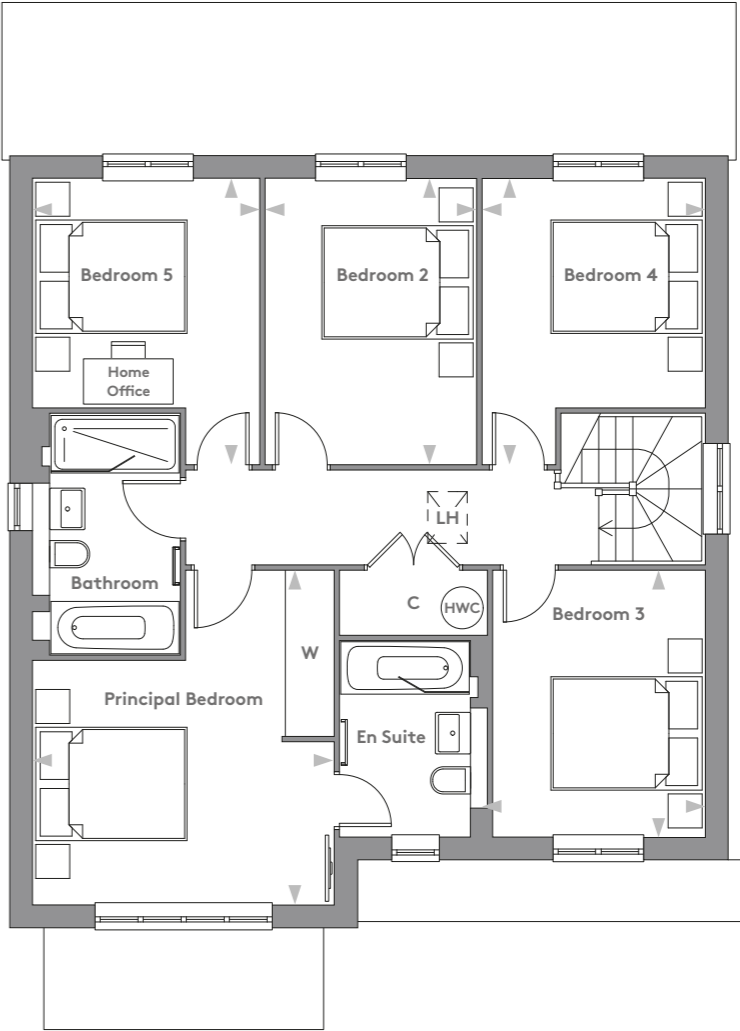 Bedroom 5
Bedroom 2
Bedroom 4
Home
Office
LH
Bathroom
C
HWC
Bedroom 3
W
Principal Bedroom
En Suite